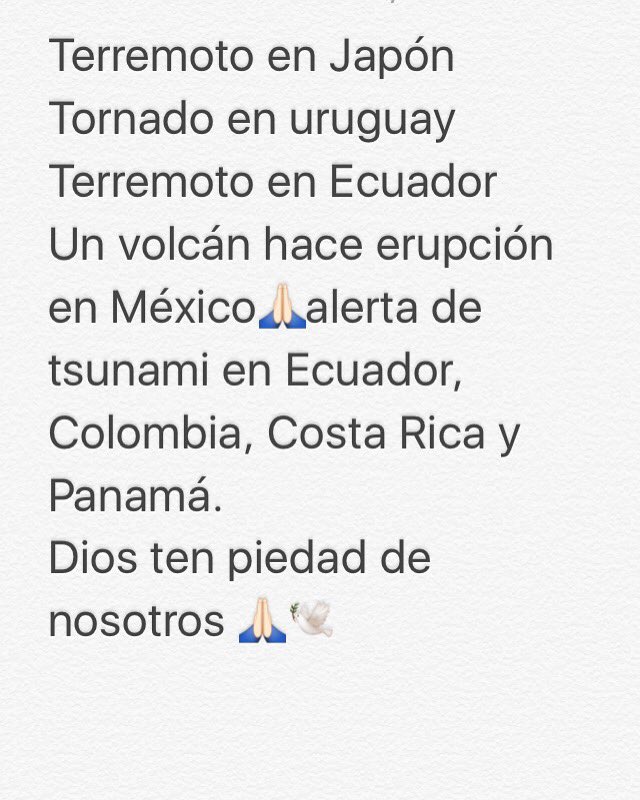 Terremoto en Japón
Tornado en uruguay
Terremoto en Ecuador
Un volcán hace erupción
en México🙏🏻alerta de
tsunami en Ecuador,
Colombia, Costa Rica y
Panamá.
Dios ten piedad de
nosotros 🙏🏻🕊